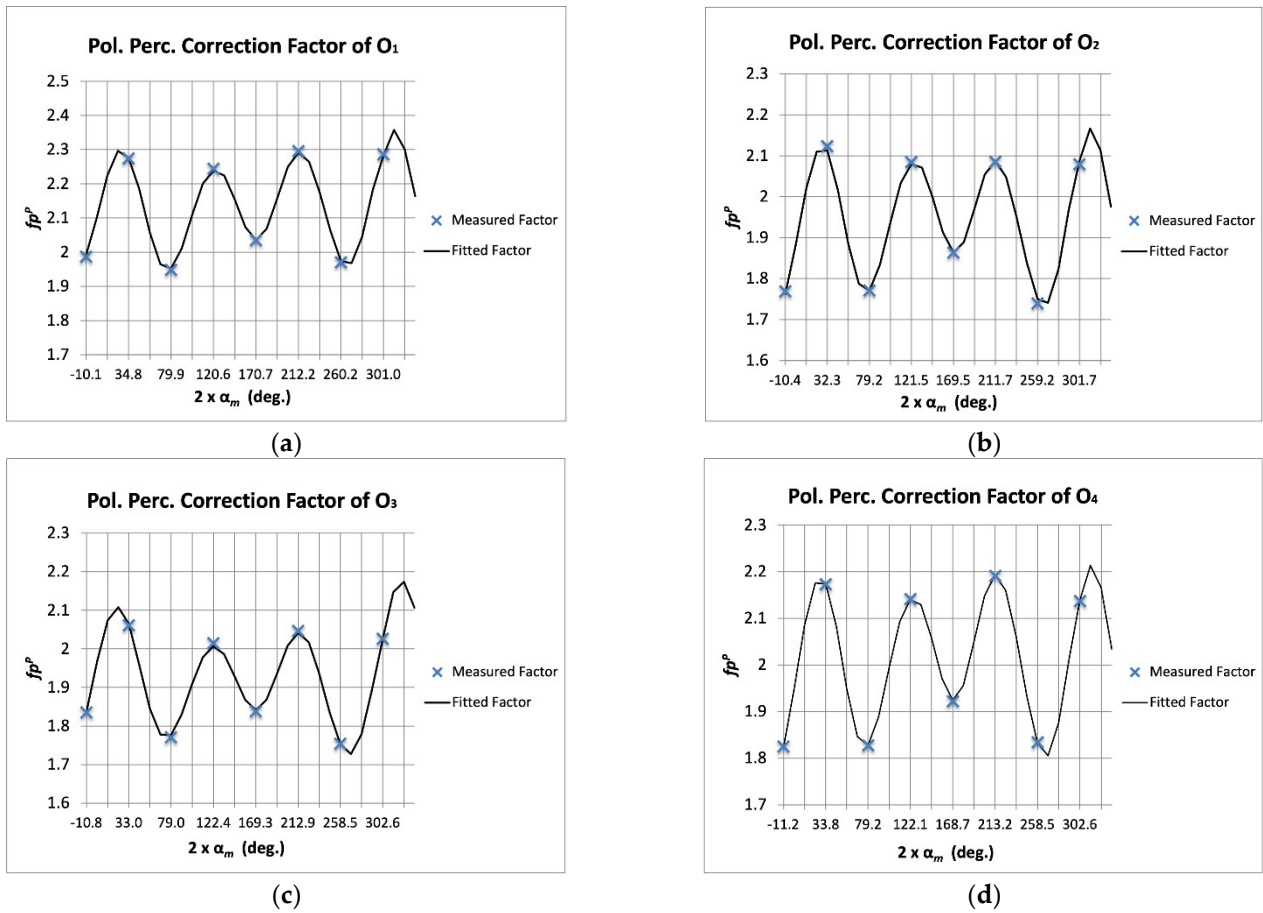 Pol. Perc. Correction Factor of O₁
2.5
2.4
2.3
2.2
2.1
2
1.9
1.8
1.7
fpᴾ
-10.1 34.8 79.9 120.6 170.7 212.2 260.2 301.0
2 x αₘ (deg.)
Measured Factor
Fitted Factor
(a)
Pol. Perc. Correction Factor of O₂
2.3
2.2
2.1
2
1.9
1.8
1.7
1.6
fpᴾ
-10.4 32.3 79.2 121.5 169.5 211.7 259.2 301.7
2 x αₘ (deg.)
Measured Factor
Fitted Factor
(b)
Pol. Perc. Correction Factor of O₃
2.3
2.2
2.1
2
1.9
1.8
1.7
1.6
fpᴾ
-10.8 33.0 79.0 122.4 169.3 212.9 258.5 302.6
2 x αₘ (deg.)
Measured Factor
Fitted Factor
(c)
Pol. Perc. Correction Factor of O₄
2.3
2.2
2.1
2
1.9
1.8
1.7
fpᴾ
-11.2 33.8 79.2 122.1 168.7 213.2 258.5 302.6
2 x αₘ (deg.)
Measured Factor
Fitted Factor
(d)